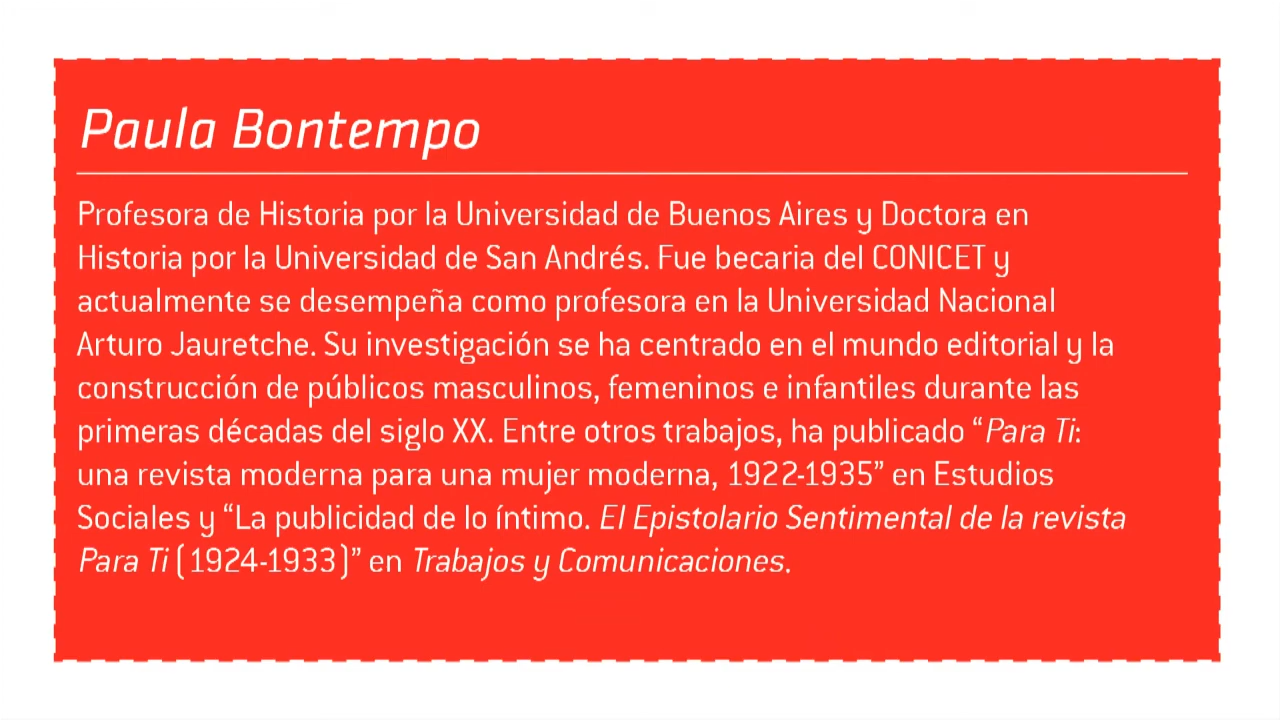 Paula Bontempo
Profesora de Historia por la Universidad de Buenos Aires y Doctora en
Historia por la Universidad de San Andrés. Fue becaria del CONICET y
actualmente se desempeña como profesora en la Universidad Nacional
Arturo Jauretche. Su investigación se ha centrado en el mundo editorial y la
construcción de públicos masculinos, femeninos e infantiles durante las
primeras décadas del siglo XX. Entre otros trabajos, ha publicado “Para Ti:
una revista moderna para una mujer moderna, 1922-1935” en Estudios
Sociales y “La publicidad de lo íntimo. El Epistolario Sentimental de la revista
Para Ti (1924-1933)” en Trabajos y Comunicaciones.